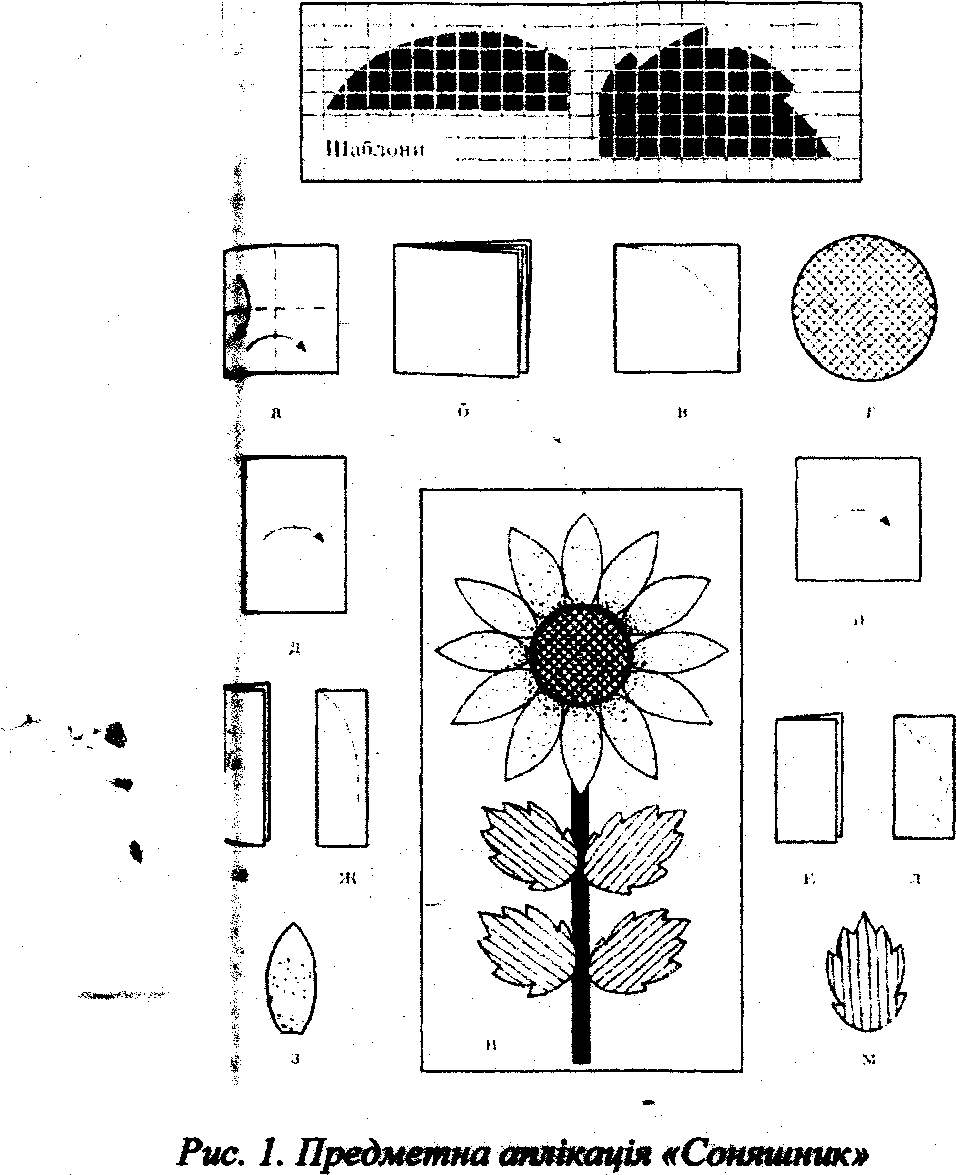 Шаблони
а б в г
д
Ж
З
м
Рис. 1. Предметна аплікація «Соняшник»